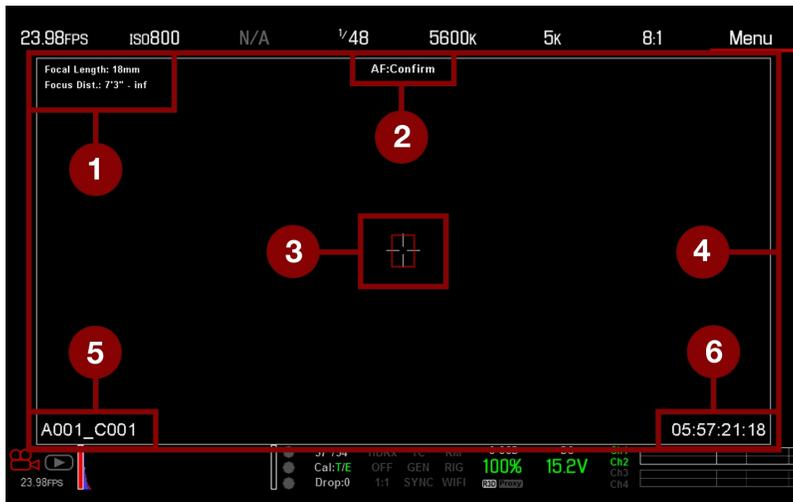 23.98FPS ISO800 N/A 1/48 5600K 5K 8:1 Menu
Focal Length: 18mm
AF:Confirm
Focus Dist.: 7'3" - inf
2
1
3
4
5
6
A001_C001
05:57:21:18
Ch2
Cal:T/E OFF GEN RIG 100% 15.2V
Ch3
23.98FPS
Drop:0 1:1 SYNC WIFI R3D Proxy
Ch4